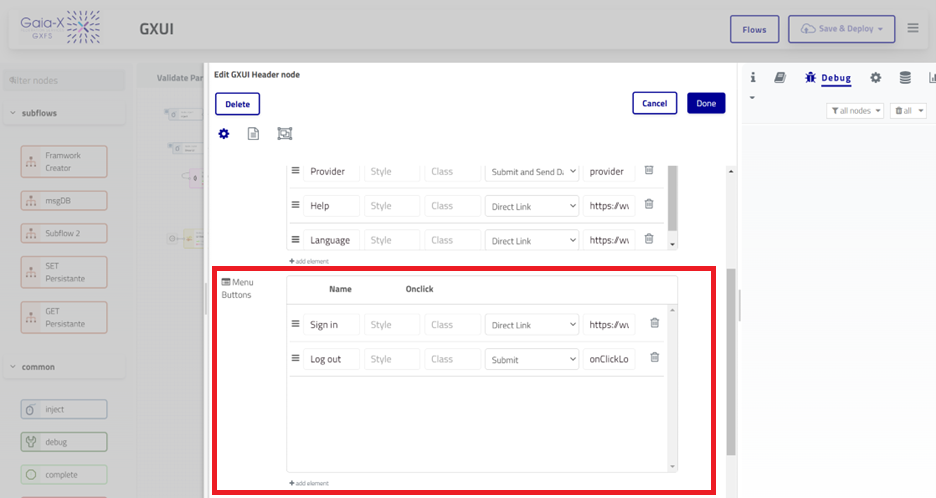 Gaia-X
GXFS
GXUI
Flows
Save & Deploy
filter nodes
subflows
Framwork
Creator
msgDB
Subflow 2
SET
Persistante
GET
Persistante
common
inject
debug
complete
Validate Par
Edit GXUI Header node
Delete
Cancel
Done
Provider Style Class Submit and Send Da provider
Help Style Class Direct Link https://w
Language Style Class Direct Link https://w
add element
Menu
Buttons
Name Onclick
Sign in Style Class Direct Link https://w
Log out Style Class Submit onClickLo
add element
Debug
all nodes
all